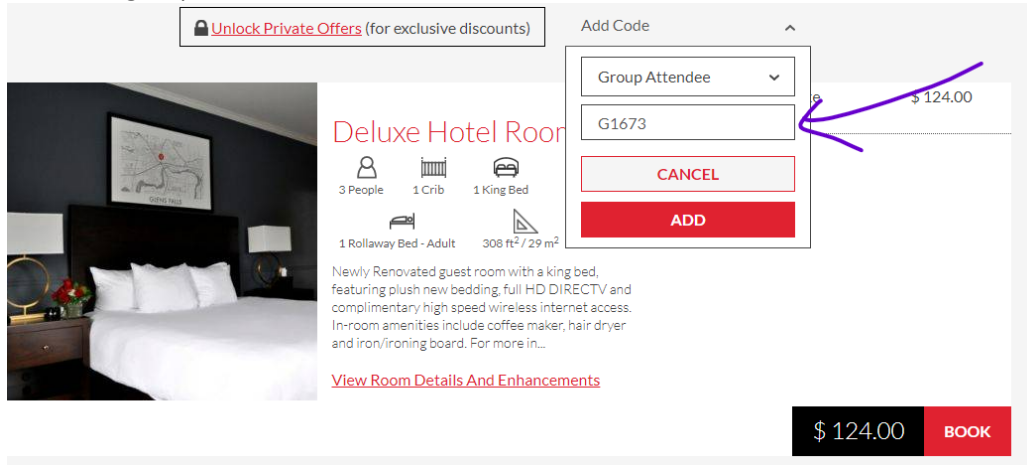 Unlock Private Offers (for exclusive discounts)
Add Code
Group Attendee
G1673
CANCEL
ADD
$ 124.00
GLENS FALLS
Deluxe Hotel Roor
3 People
1 Crib
1 King Bed
1 Rollaway Bed - Adult
308 ft² / 29 m²
Newly Renovated guest room with a king bed,
featuring plush new bedding, full HD DIRECTV and
complimentary high speed wireless internet access.
In-room amenities include coffee maker, hair dryer
and iron/ironing board. For more in...
View Room Details And Enhancements
$ 124.00
BOOK